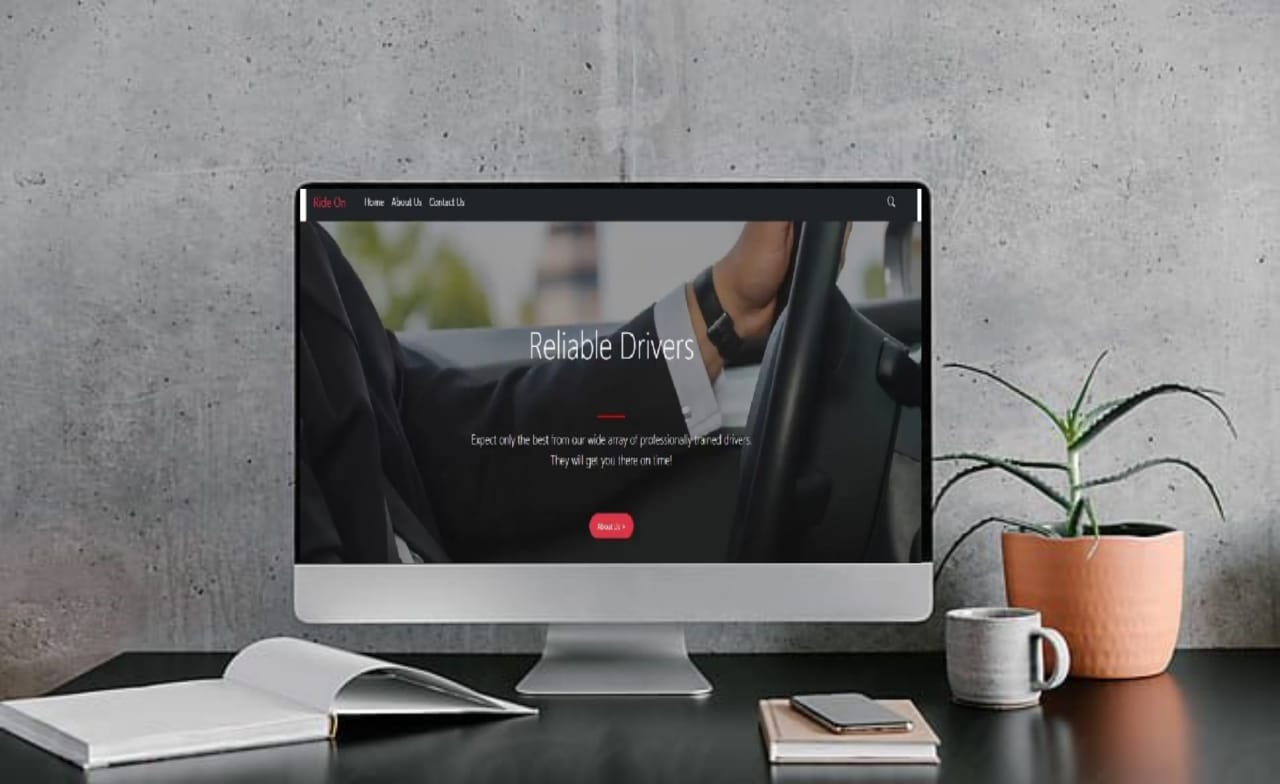 Ride On Home About Us Contact Us
Reliable Drivers
Expect only the best from our wide array of professionally trained drivers.
They will get you there on time!
About Us >